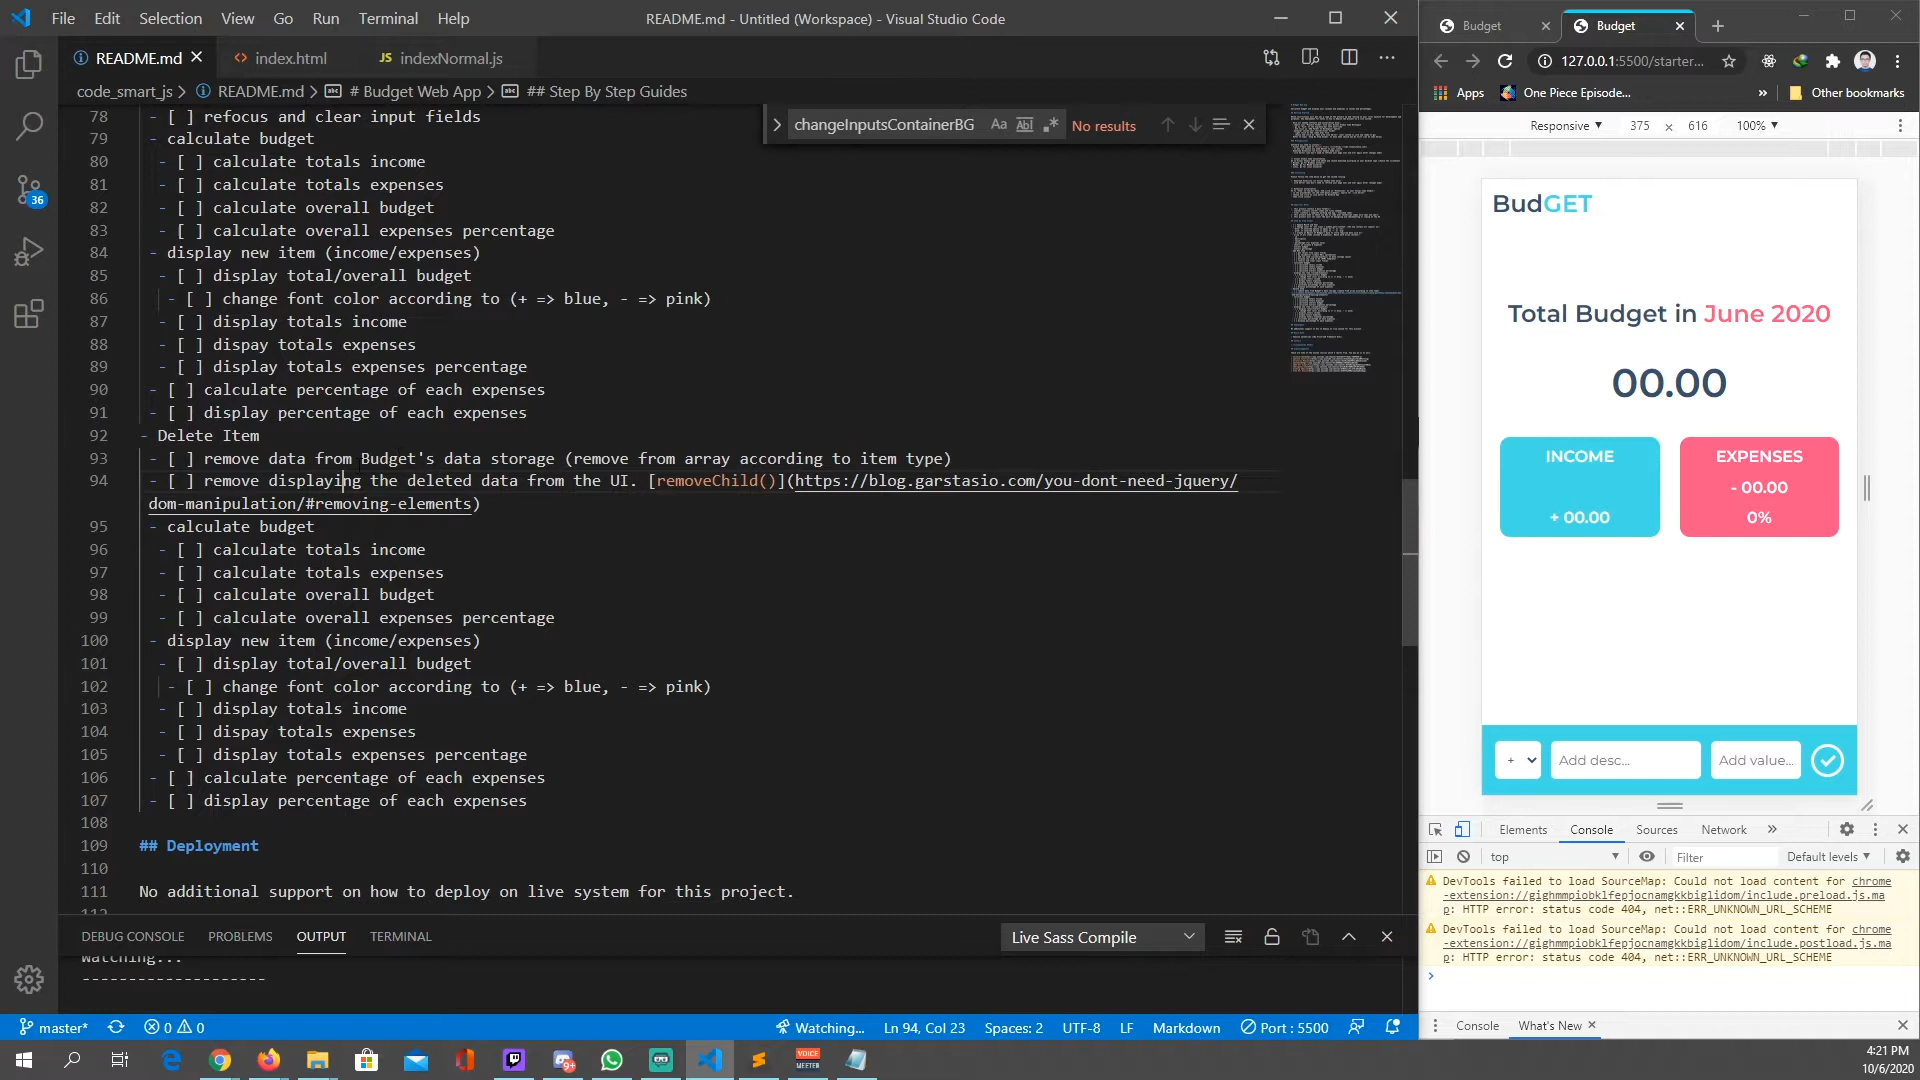 File Edit Selection View Go Run Terminal Help
README.md - Untitled (Workspace) - Visual Studio Code
README.md
index.html
JS indexNormal.js
code_smart_js > README.md > # Budget Web App > ## Step By Step Guides
changeInputsContainerBG Aa Abl No results
78 - [ ] refocus and clear input fields
79 - calculate budget
80 - [ ] calculate totals income
81 - [ ] calculate totals expenses
82 - [ ] calculate overall budget
83 - [ ] calculate overall expenses percentage
84 - display new item (income/expenses)
85 - [ ] display total/overall budget
86 - [ ] change font color according to (+ => blue, - => pink)
87 - [ ] display totals income
88 - [ ] dispay totals expenses
89 - [ ] display totals expenses percentage
90 - [ ] calculate percentage of each expenses
91 - [ ] display percentage of each expenses
92 - Delete Item
93 - [ ] remove data from Budget's data storage (remove from array according to item type)
94 - [ ] remove displaying the deleted data from the UI. [removeChild()](https://blog.garstasio.com/you-dont-need-jquery/
dom-manipulation/#removing-elements)
95 - calculate budget
96 - [ ] calculate totals income
97 - [ ] calculate totals expenses
98 - [ ] calculate overall budget
99 - [ ] calculate overall expenses percentage
100 - display new item (income/expenses)
101 - [ ] display total/overall budget
102 - [ ] change font color according to (+ => blue, - => pink)
103 - [ ] display totals income
104 - [ ] dispay totals expenses
105 - [ ] display totals expenses percentage
106 - [ ] calculate percentage of each expenses
107 - [ ] display percentage of each expenses
108
109 ## Deployment
110
111 No additional support on how to deploy on live system for this project.
112
DEBUG CONSOLE PROBLEMS OUTPUT TERMINAL
Live Sass Compile
Watching...
--------------------
36
master* 0 0
Watching... Ln 94, Col 23 Spaces: 2 UTF-8 LF Markdown Port : 5500
Budget
Budget
127.0.0.1:5500/starter...
Apps One Piece Episode... » Other bookmarks
Responsive 375 × 616 100%
BudGET
Total Budget in June 2020
00.00
INCOME
+ 00.00
EXPENSES
- 00.00
0%
+ Add desc... Add value...
Elements Console Sources Network »
top Filter Default levels
DevTools failed to load SourceMap: Could not load content for chrome
-extension://gighmmpiobklfepjocnamgkkbiglidom/include.preload.js.ma
p: HTTP error: status code 404, net::ERR_UNKNOWN_URL_SCHEME
DevTools failed to load SourceMap: Could not load content for chrome
-extension://gighmmpiobklfepjocnamgkkbiglidom/include.postload.js.ma
p: HTTP error: status code 404, net::ERR_UNKNOWN_URL_SCHEME
Console What's New
VOICE
MEETER
9+
4:21 PM
10/6/2020